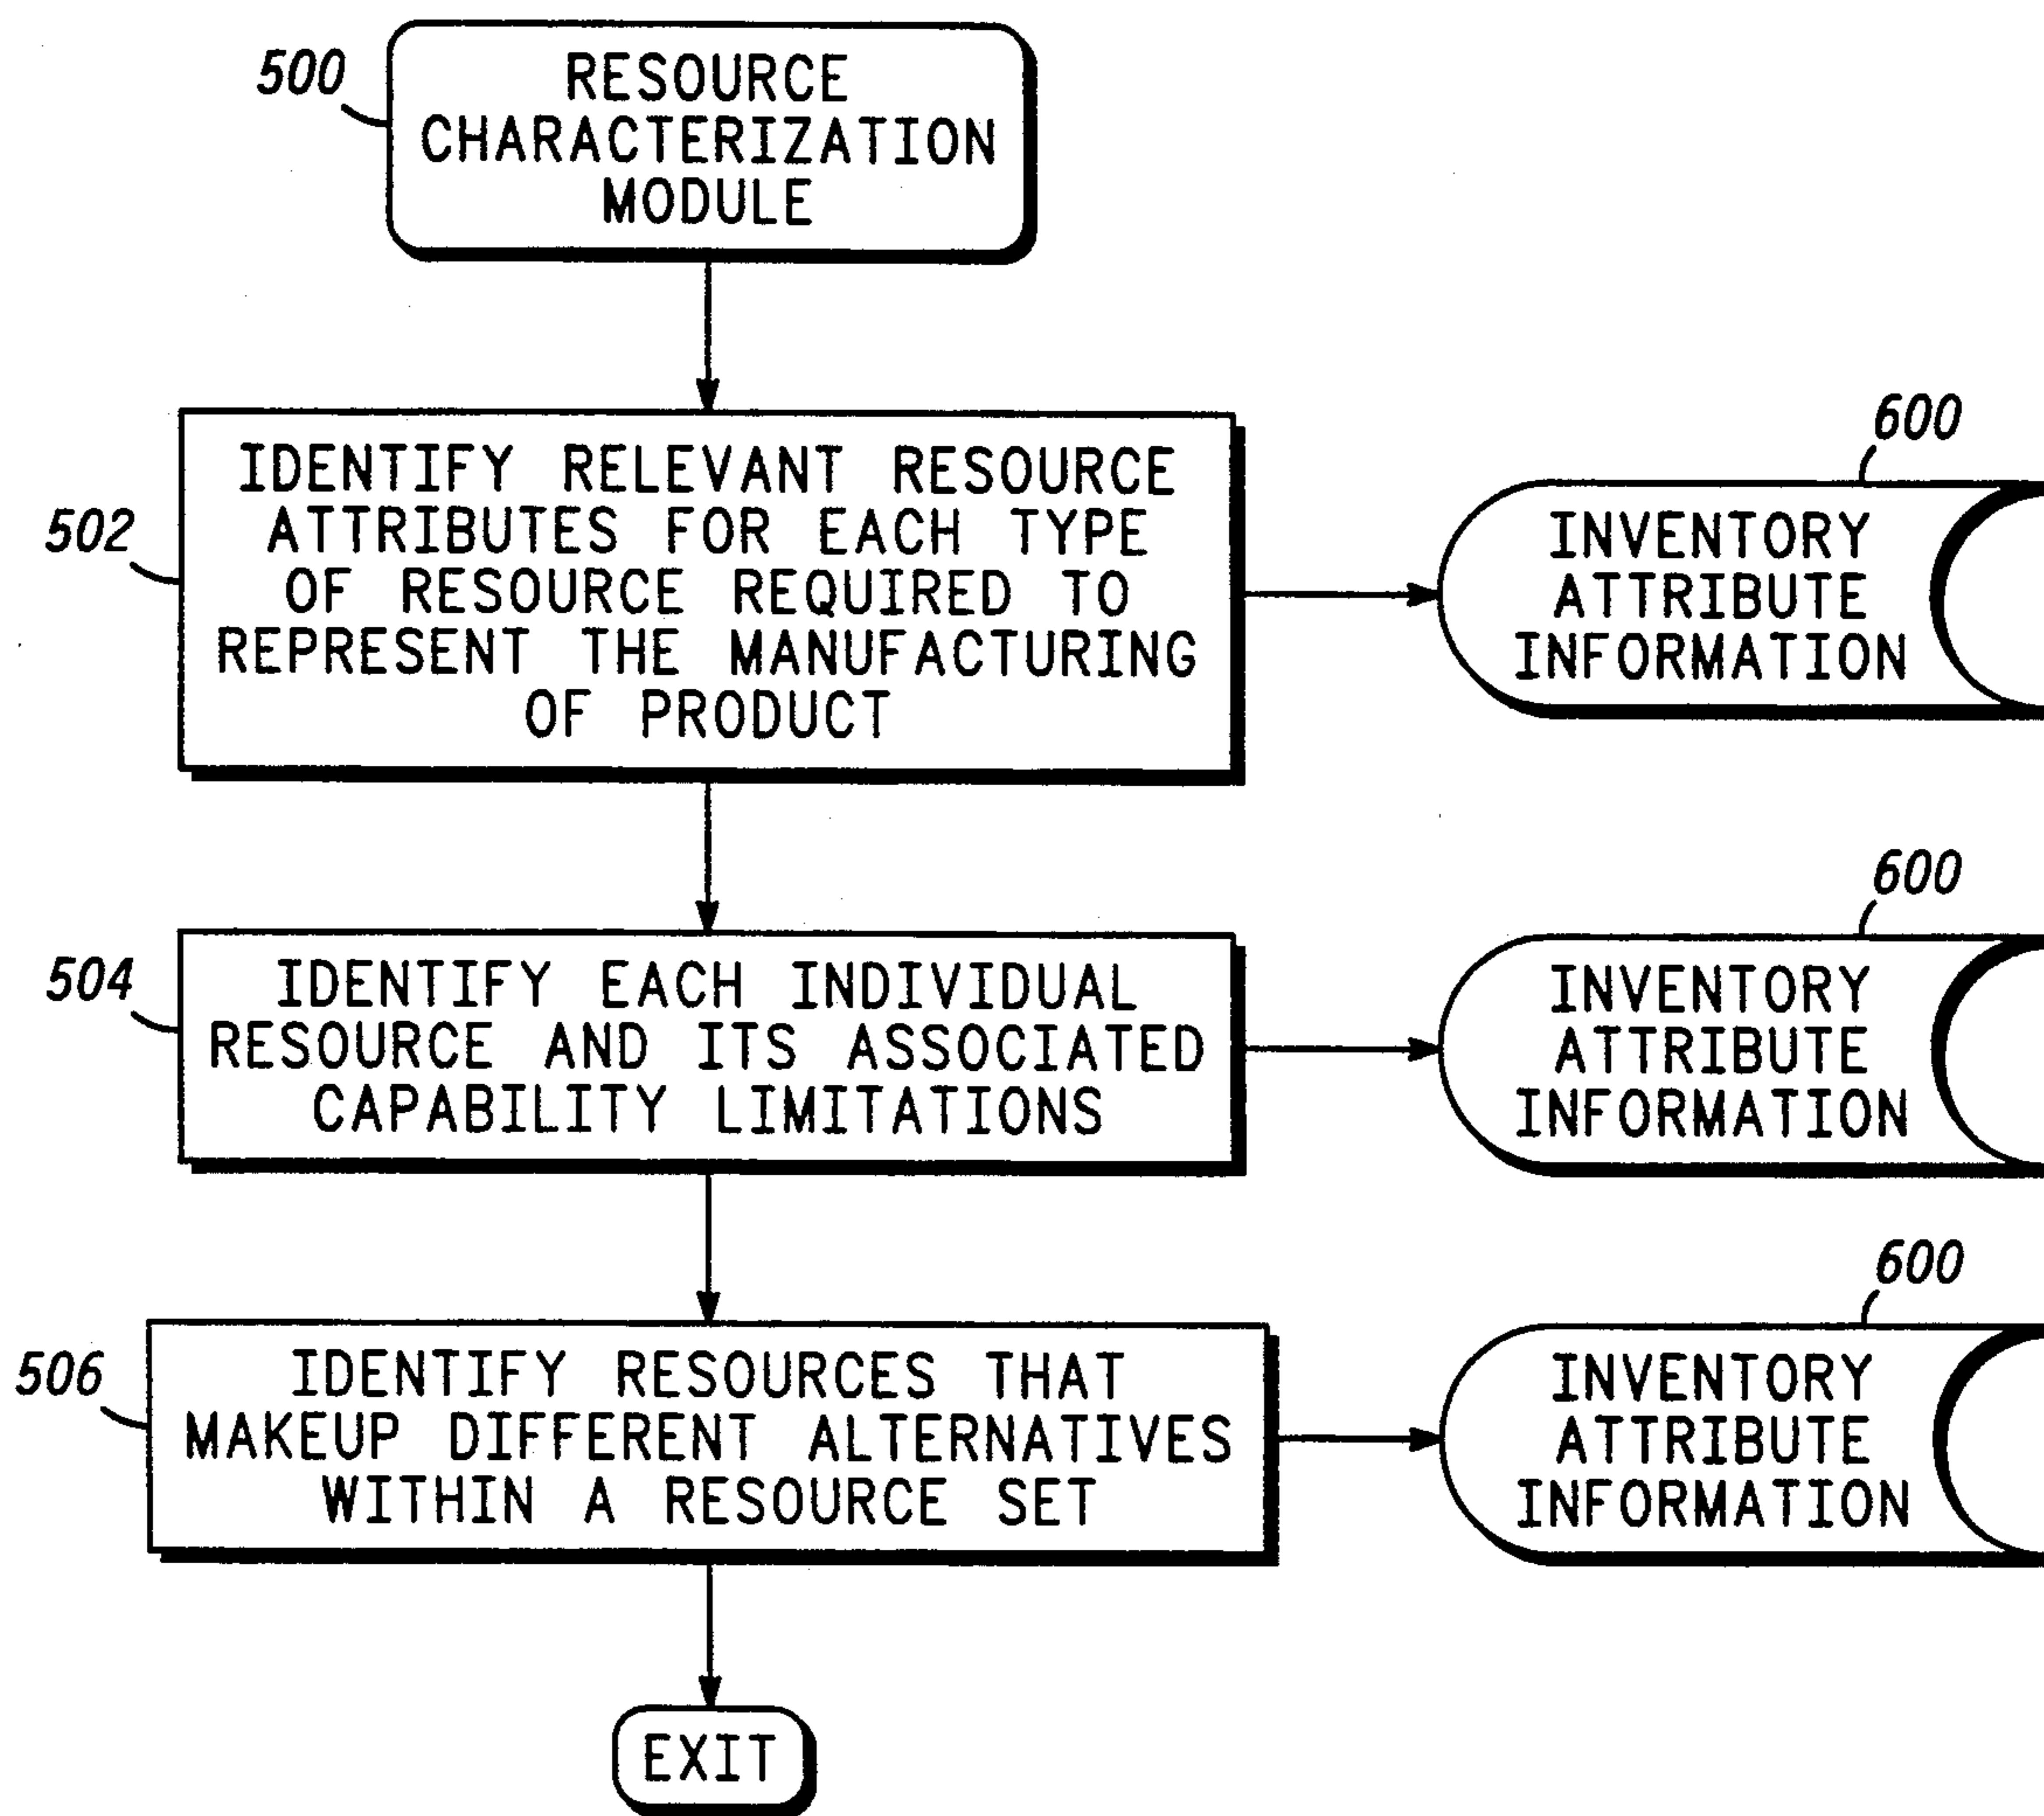 500
RESOURCE
CHARACTERIZATION
MODULE
502
IDENTIFY RELEVANT RESOURCE
ATTRIBUTES FOR EACH TYPE
OF RESOURCE REQUIRED TO
REPRESENT THE MANUFACTURING
OF PRODUCT
600
INVENTORY
ATTRIBUTE
INFORMATION
504
IDENTIFY EACH INDIVIDUAL
RESOURCE AND ITS ASSOCIATED
CAPABILITY LIMITATIONS
600
INVENTORY
ATTRIBUTE
INFORMATION
506
IDENTIFY RESOURCES THAT
MAKEUP DIFFERENT ALTERNATIVES
WITHIN A RESOURCE SET
600
INVENTORY
ATTRIBUTE
INFORMATION
EXIT